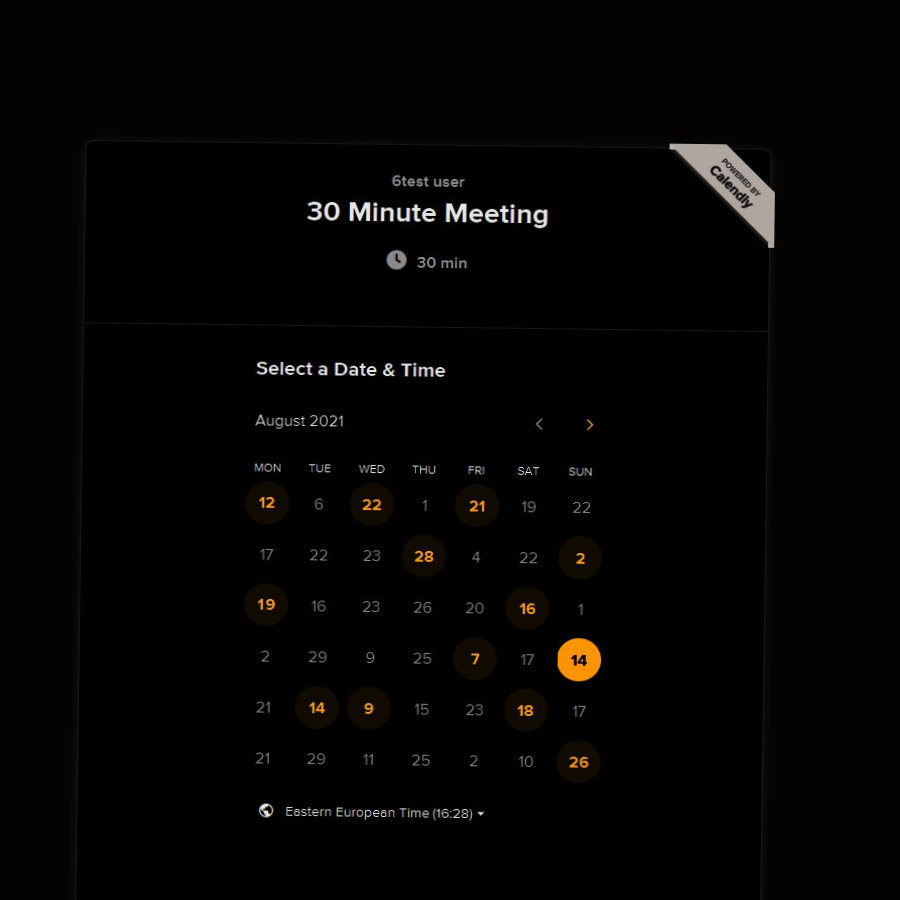 POWERED BY
Calendly
6test user
30 Minute Meeting
30 min
Select a Date & Time
August 2021
MON TUE WED THU FRI SAT SUN
12 6 22 1 21 19 22
17 22 23 28 4 22 2
19 16 23 26 20 16 1
2 29 9 25 7 17 14
21 14 9 15 23 18 17
21 29 11 25 2 10 26
Eastern European Time (16:28)